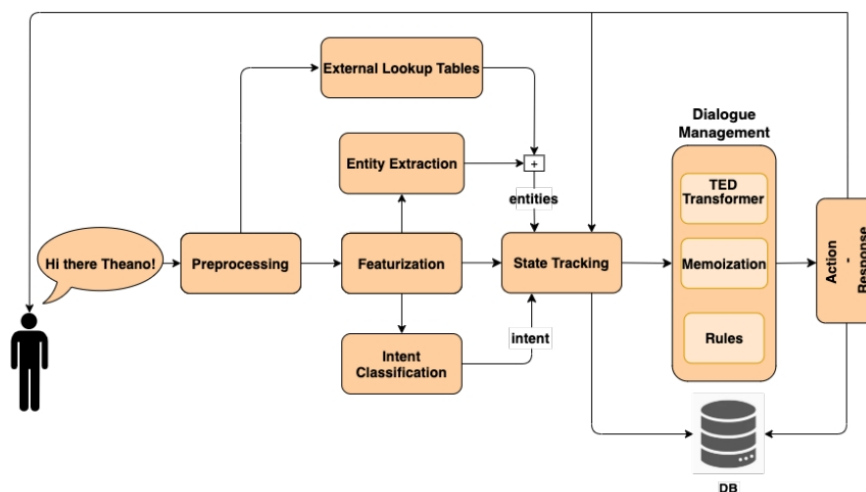 External Lookup Tables
Dialogue
Management
Entity Extraction
+
entities
TED
Transformer
Hi there Theano!
Preprocessing
Featurization
State Tracking
Memoization
Action
-
Response
intent
Intent
Classification
Rules
DB